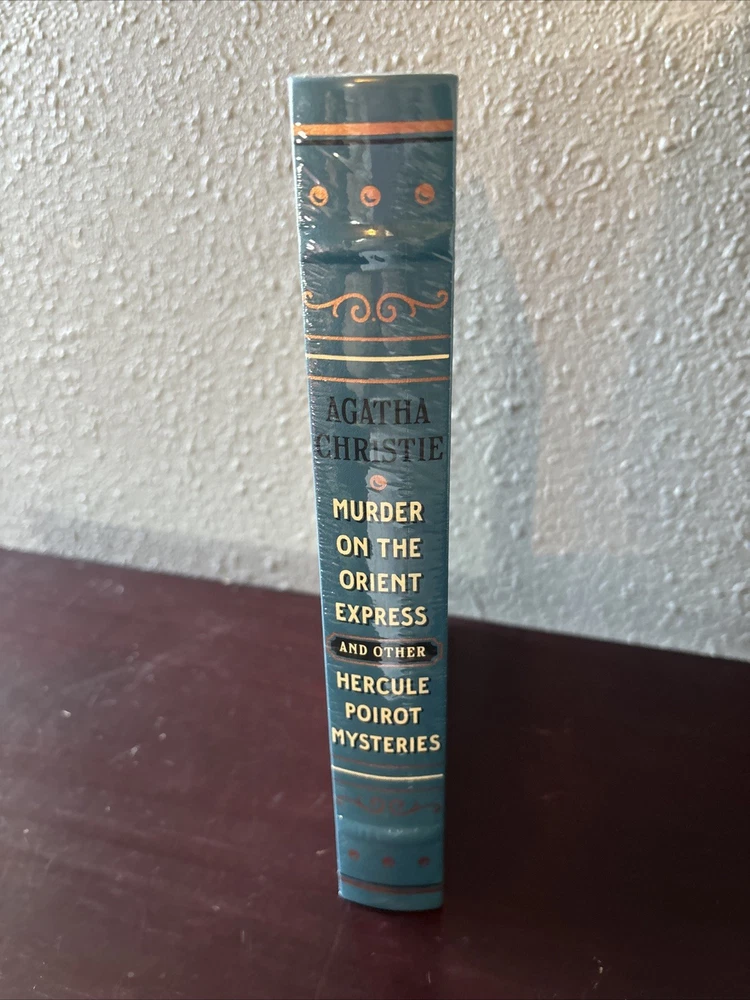 AGATHA
CHRISTIE
MURDER
ON THE
ORIENT
EXPRESS
AND OTHER
HERCULE
POIROT
MYSTERIES